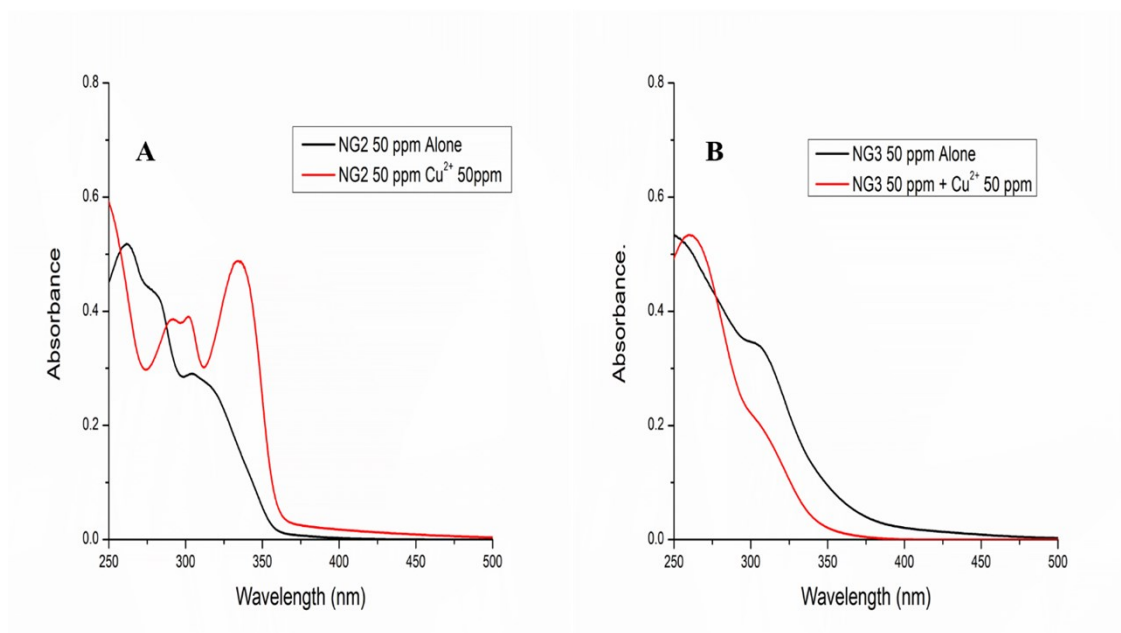 A
NG2 50 ppm Alone
NG2 50 ppm Cu²⁺ 50ppm
Absorbance
0.8
0.6
0.4
0.2
0.0
250 300 350 400 450 500
Wavelength (nm)
B
NG3 50 ppm Alone
NG3 50 ppm + Cu²⁺ 50 ppm
Absorbance.
0.8
0.6
0.4
0.2
0.0
250 300 350 400 450 500
Wavelength (nm)